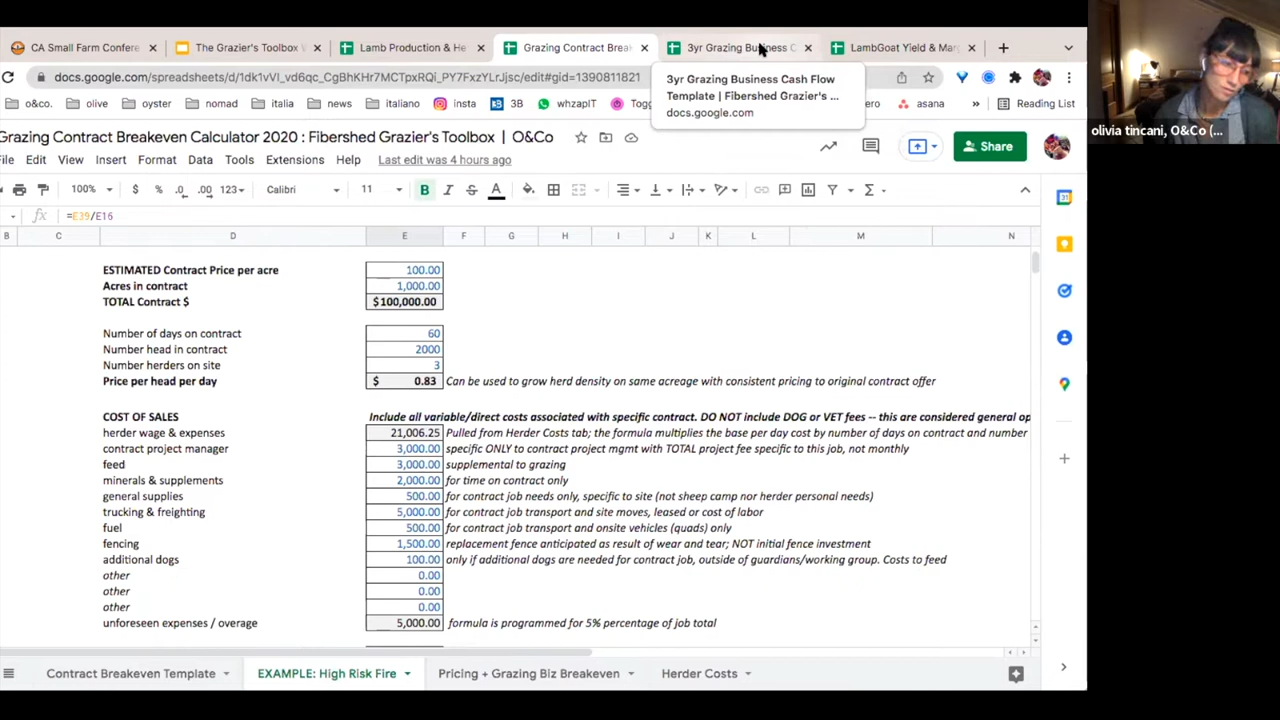 CA Small Farm Conferen
The Grazier's Toolbox W
Lamb Production & He
Grazing Contract Break
3yr Grazing Business C
LambGoat Yield & Mar
docs.google.com/spreadsheets/d/1dk1vVl_vd6qc_CgBhKHr7MCTpxRQi_PY7FxzYLrJjsc/edit#gid=1390811821
o&co.
olive
oyster
nomad
italia
italiano
insta
3B
whzapIT
Togg
ero
asana
Reading List
3yr Grazing Business Cash Flow
Template | Fibershed Grazier's ...
docs.google.com
olivia tincani, O&Co (...
Grazing Contract Breakeven Calculator 2020 : Fibershed Grazier's Toolbox | O&Co
File Edit View Insert Format Data Tools Extensions Help Last edit was 4 hours ago
Share
100% $ % .0 .00 123 Calibri 11 B I S A
fx =E39/E16
B C D E F G H I J K L M N
ESTIMATED Contract Price per acre 100.00
Acres in contract 1,000.00
TOTAL Contract $ $100,000.00
Number of days on contract 60
Number head in contract 2000
Number herders on site 3
Price per head per day $ 0.83 Can be used to grow herd density on same acreage with consistent pricing to original contract offer
COST OF SALES Include all variable/direct costs associated with specific contract. DO NOT include DOG or VET fees -- this are considered general op
herder wage & expenses 21,006.25 Pulled from Herder Costs tab; the formula multiplies the base per day cost by number of days on contract and number
contract project manager 3,000.00 specific ONLY to contract project mgmt with TOTAL project fee specific to this job, not monthly
feed 3,000.00 supplemental to grazing
minerals & supplements 2,000.00 for time on contract only
general supplies 500.00 for contract job needs only, specific to site (not sheep camp nor herder personal needs)
trucking & freighting 5,000.00 for contract job transport and site moves, leased or cost of labor
fuel 500.00 for contract job transport and onsite vehicles (quads) only
fencing 1,500.00 replacement fence anticipated as result of wear and tear; NOT initial fence investment
additional dogs 100.00 only if additional dogs are needed for contract job, outside of guardians/working group. Costs to feed
other 0.00
other 0.00
other 0.00
unforeseen expenses / overage 5,000.00 formula is programmed for 5% percentage of job total
Contract Breakeven Template
EXAMPLE: High Risk Fire
Pricing + Grazing Biz Breakeven
Herder Costs